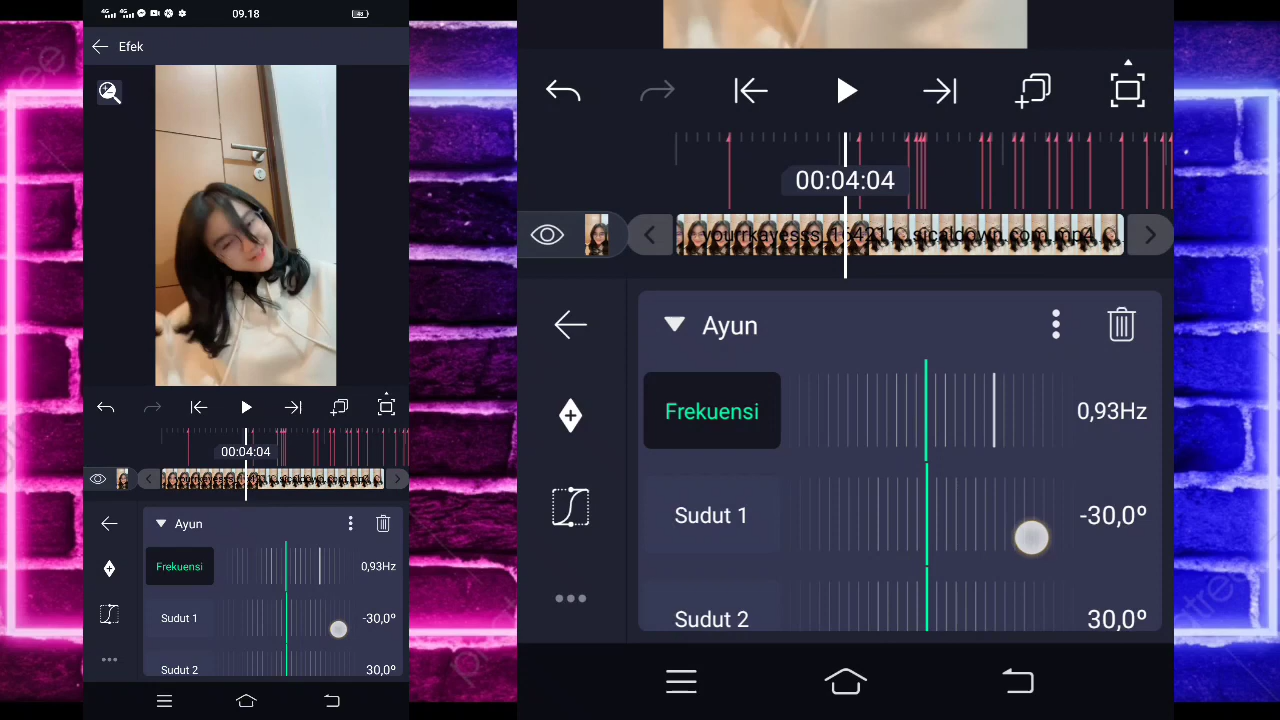 09.18
Efek
00:04:04
Ayun
Frekuensi
0,93Hz
Sudut 1
-30,0º
Sudut 2
30,0º
00:04:04
Ayun
Frekuensi
0,93Hz
Sudut 1
-30,0º
Sudut 2
30,0º